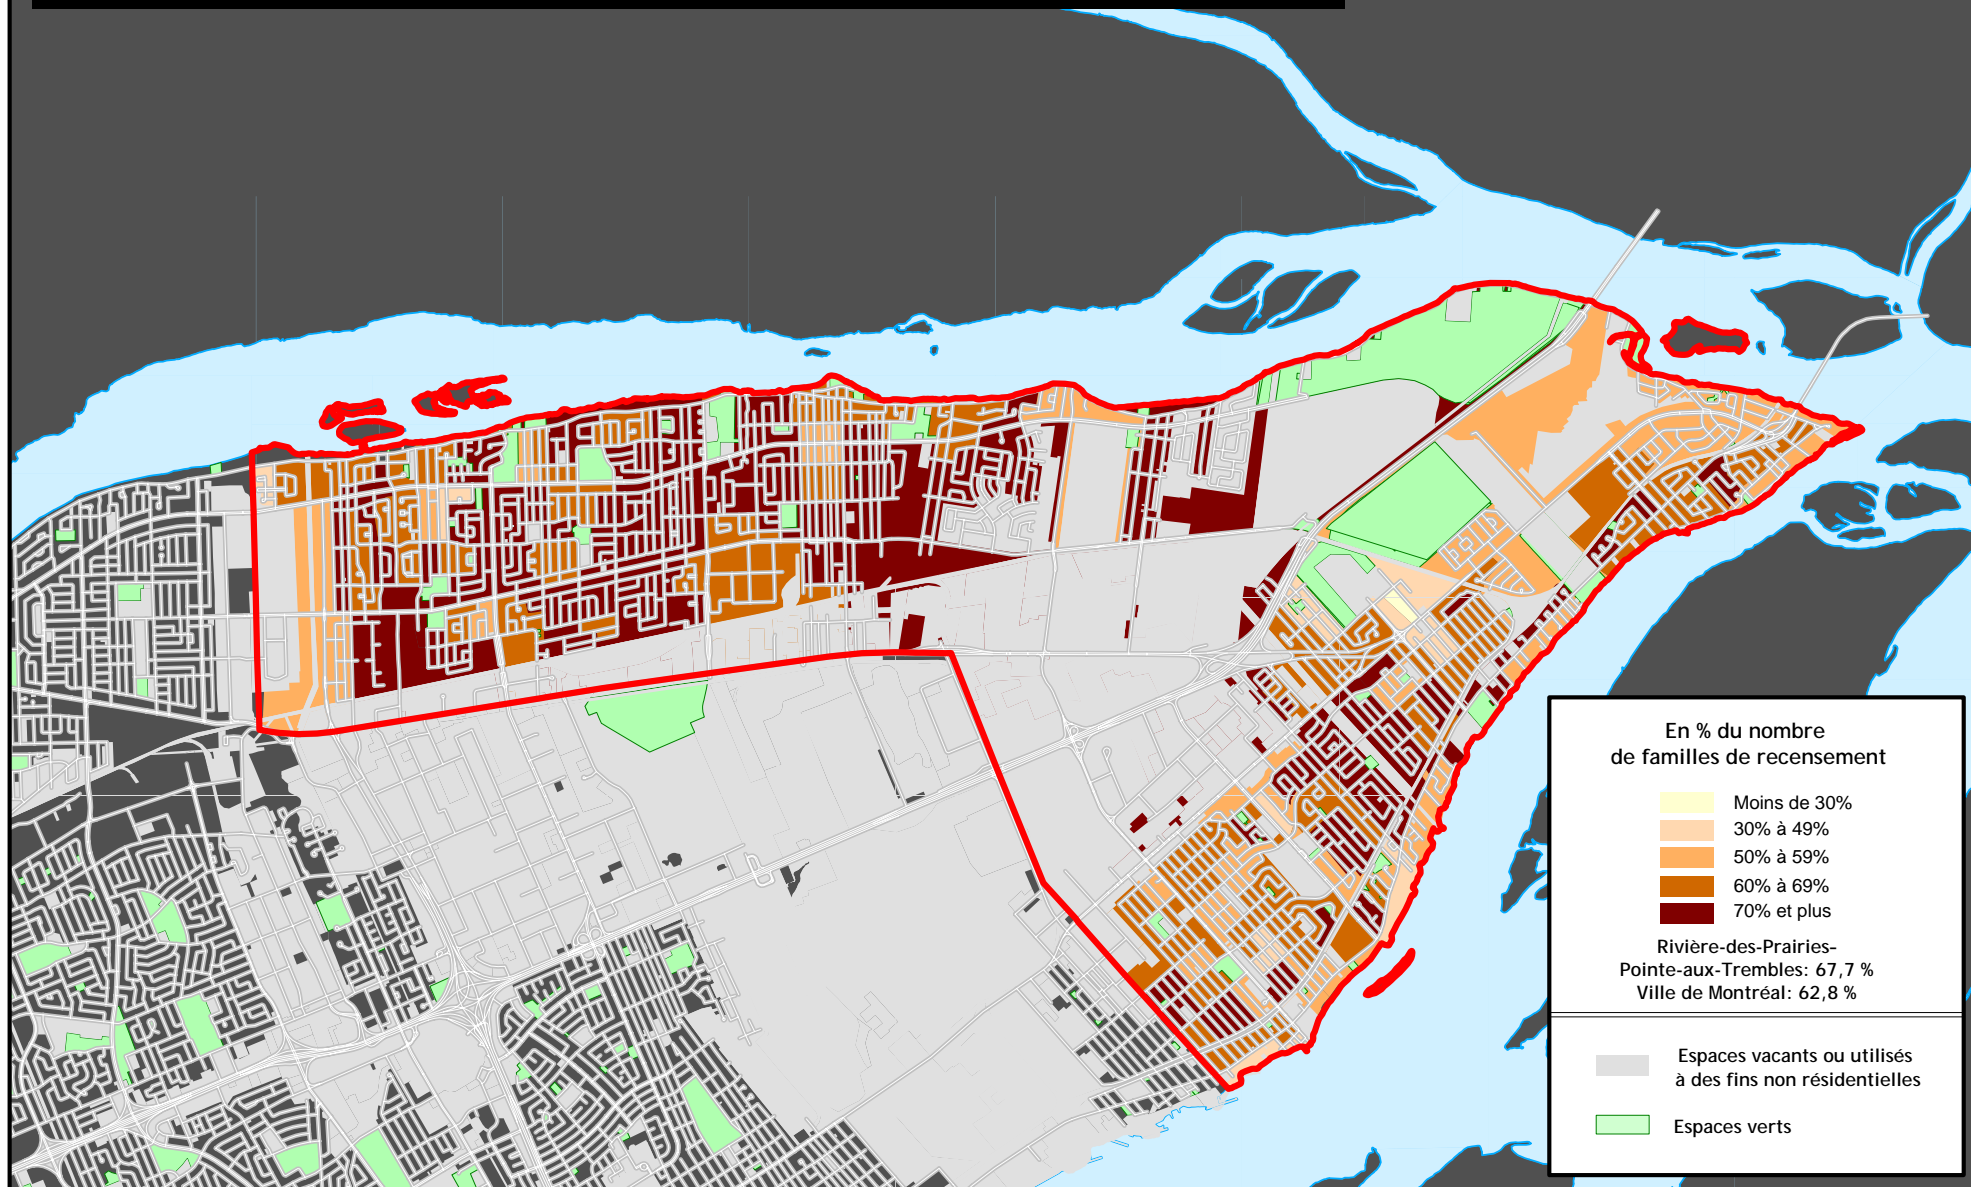 En % du nombre
de familles de recensement
Moins de 30%
30% à 49%
50% à 59%
60% à 69%
70% et plus
Rivière-des-Prairies-
Pointe-aux-Trembles: 67,7 %
Ville de Montréal: 62,8 %
Espaces vacants ou utilisés
à des fins non résidentielles
Espaces verts